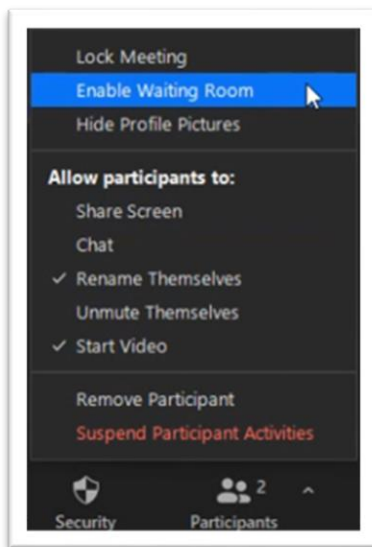 Lock Meeting
Enable Waiting Room
Hide Profile Pictures
Allow participants to:
Share Screen
Chat
Rename Themselves
Unmute Themselves
Start Video
Remove Participant
Suspend Participant Activities
2
Security Participants